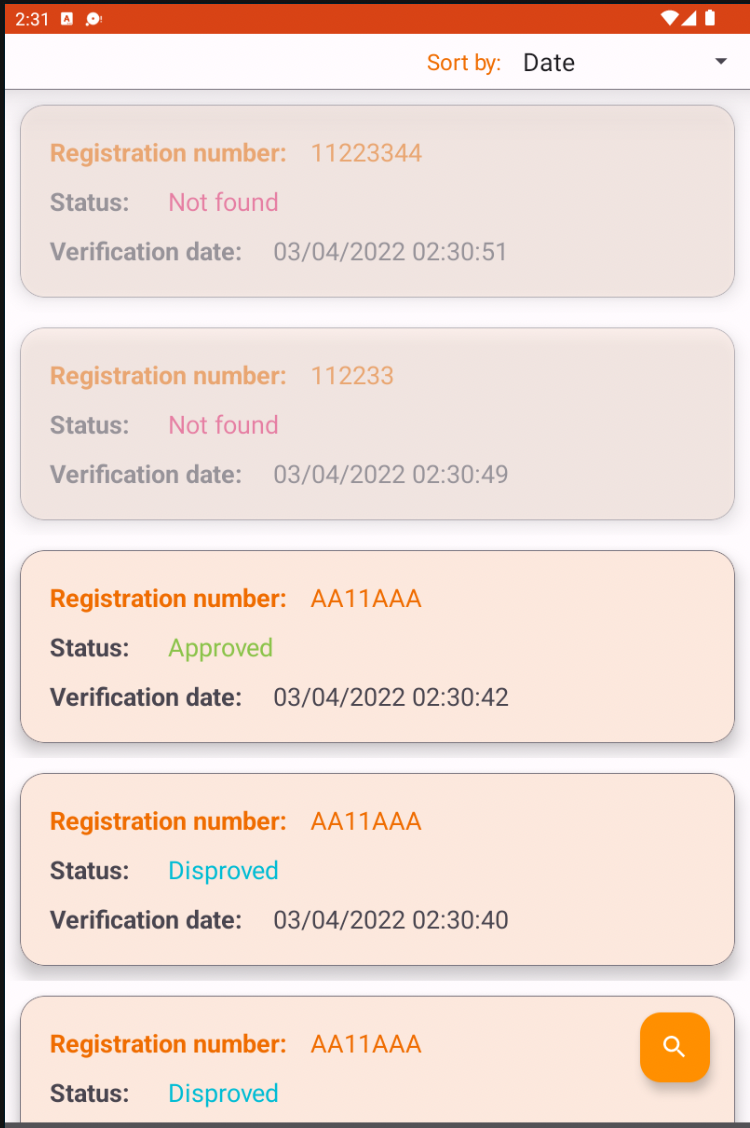 2:31
Sort by: Date
Registration number: 11223344
Status: Not found
Verification date: 03/04/2022 02:30:51
Registration number: 112233
Status: Not found
Verification date: 03/04/2022 02:30:49
Registration number: AA11AAA
Status: Approved
Verification date: 03/04/2022 02:30:42
Registration number: AA11AAA
Status: Disproved
Verification date: 03/04/2022 02:30:40
Registration number: AA11AAA
Status: Disproved